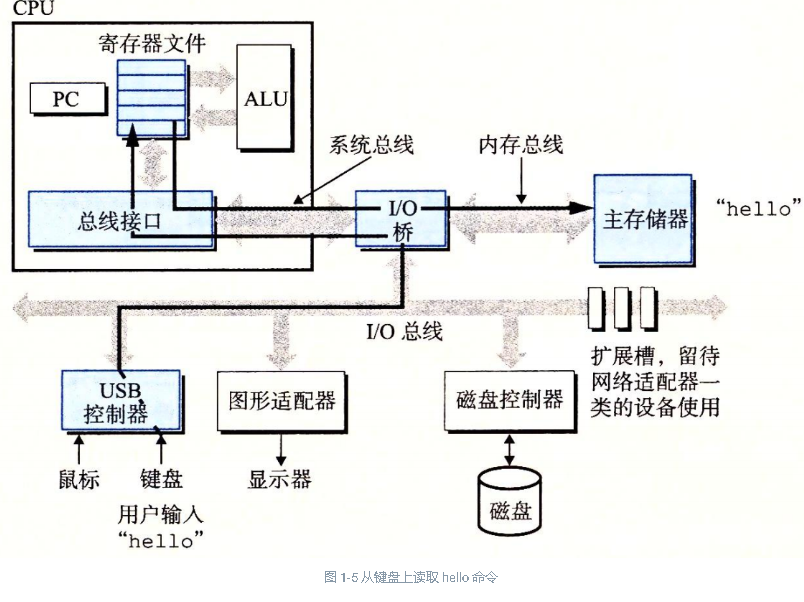 CPU
寄存器文件
PC
ALU
系统总线
内存总线
总线接口
I/O
桥
主存储器
“hello”
I/O 总线
扩展槽，留待
网络适配器一
类的设备使用
USB
控制器
图形适配器
磁盘控制器
鼠标
键盘
显示器
磁盘
用户输入
“hello”
图 1-5 从键盘上读取 hello 命令